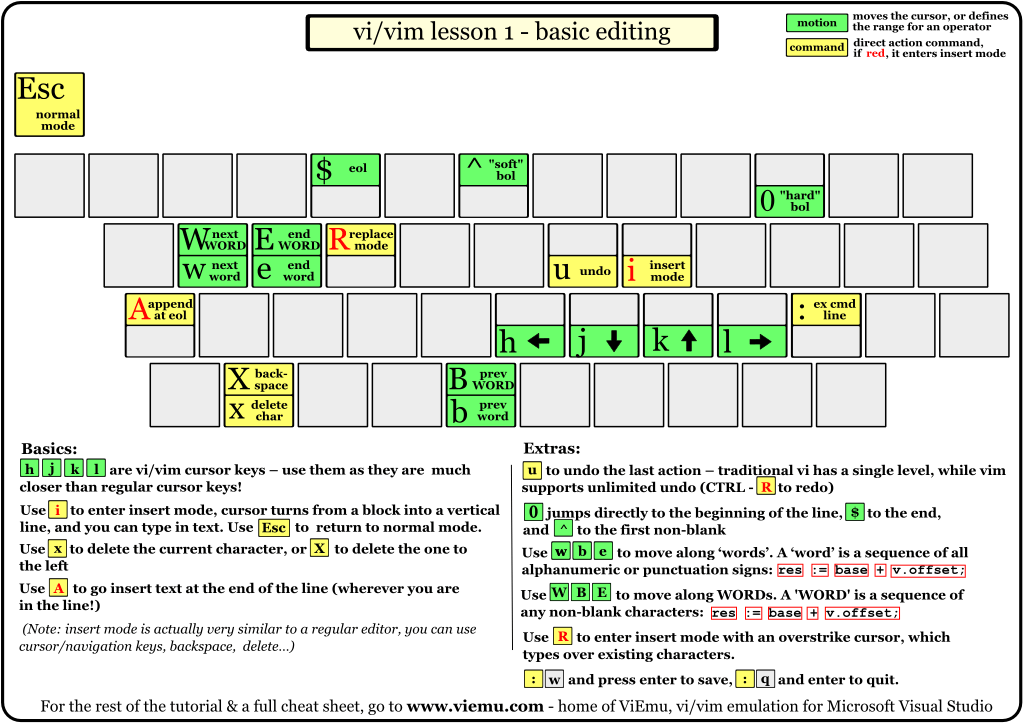 vi/vim lesson 1 - basic editing
motion moves the cursor, or defines
the range for an operator
command direct action command,
if red, it enters insert mode
Esc
normal
mode
$ eol
^ "soft"
bol
0 "hard"
bol
W next
WORD
w next
word
E end
WORD
e end
word
R replace
mode
u undo
i insert
mode
A append
at eol
h
j
k
l
: ex cmd
line
X back-
space
x delete
char
B prev
WORD
b prev
word
Basics:
h j k l are vi/vim cursor keys – use them as they are much
closer than regular cursor keys!
Use i to enter insert mode, cursor turns from a block into a vertical
line, and you can type in text. Use Esc to return to normal mode.
Use x to delete the current character, or X to delete the one to
the left
Use A to go insert text at the end of the line (wherever you are
in the line!)
(Note: insert mode is actually very similar to a regular editor, you can use
cursor/navigation keys, backspace, delete...)
Extras:
u to undo the last action – traditional vi has a single level, while vim
supports unlimited undo (CTRL - R to redo)
0 jumps directly to the beginning of the line, $ to the end,
and ^ to the first non-blank
Use w b e to move along ‘words’. A ‘word’ is a sequence of all
alphanumeric or punctuation signs: res := base + v.offset;
Use W B E to move along WORDs. A 'WORD' is a sequence of
any non-blank characters: res := base + v.offset;
Use R to enter insert mode with an overstrike cursor, which
types over existing characters.
: w and press enter to save, : q and enter to quit.
For the rest of the tutorial & a full cheat sheet, go to www.viemu.com - home of ViEmu, vi/vim emulation for Microsoft Visual Studio